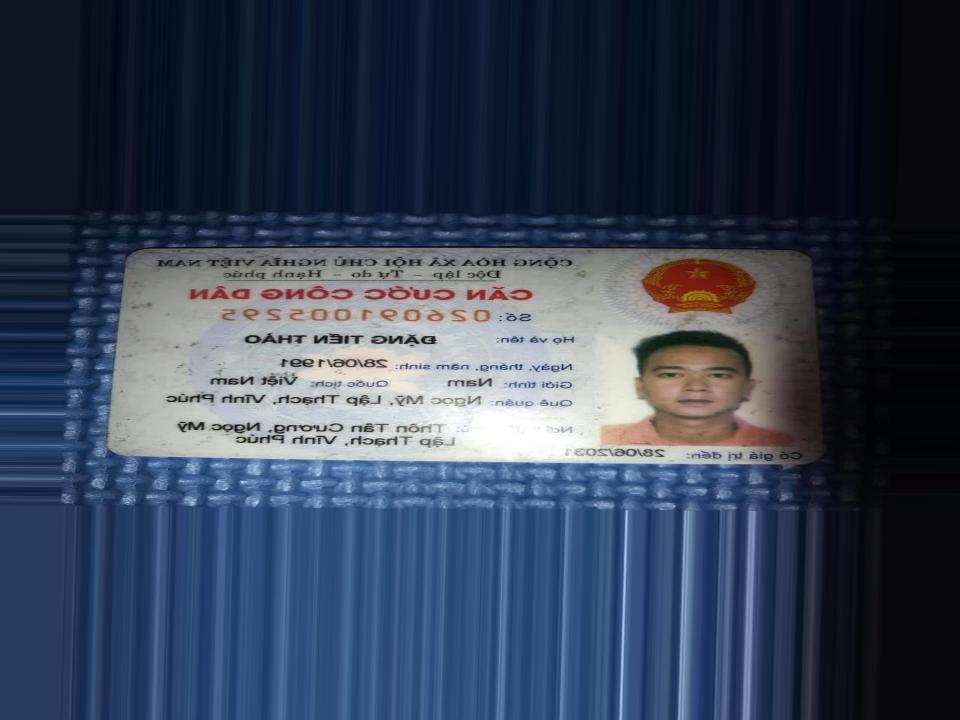 CỘNG HÒA XÃ HỘI CHỦ NGHĨA VIỆT NAM
Độc lập - Tự do - Hạnh phúc
CĂN CƯỚC CÔNG DÂN
Số: 026091005295
Họ và tên: ĐẶNG TIẾN THẢO
Ngày, tháng, năm sinh: 28/06/1991
Giới tính: Nam Quốc tịch: Việt Nam
Quê quán: Ngọc Mỹ, Lập Thạch, Vĩnh Phúc
Thôn Tân Cương, Ngọc Mỹ
Lập Thạch, Vĩnh Phúc
Có giá trị đến: 28/06/2031